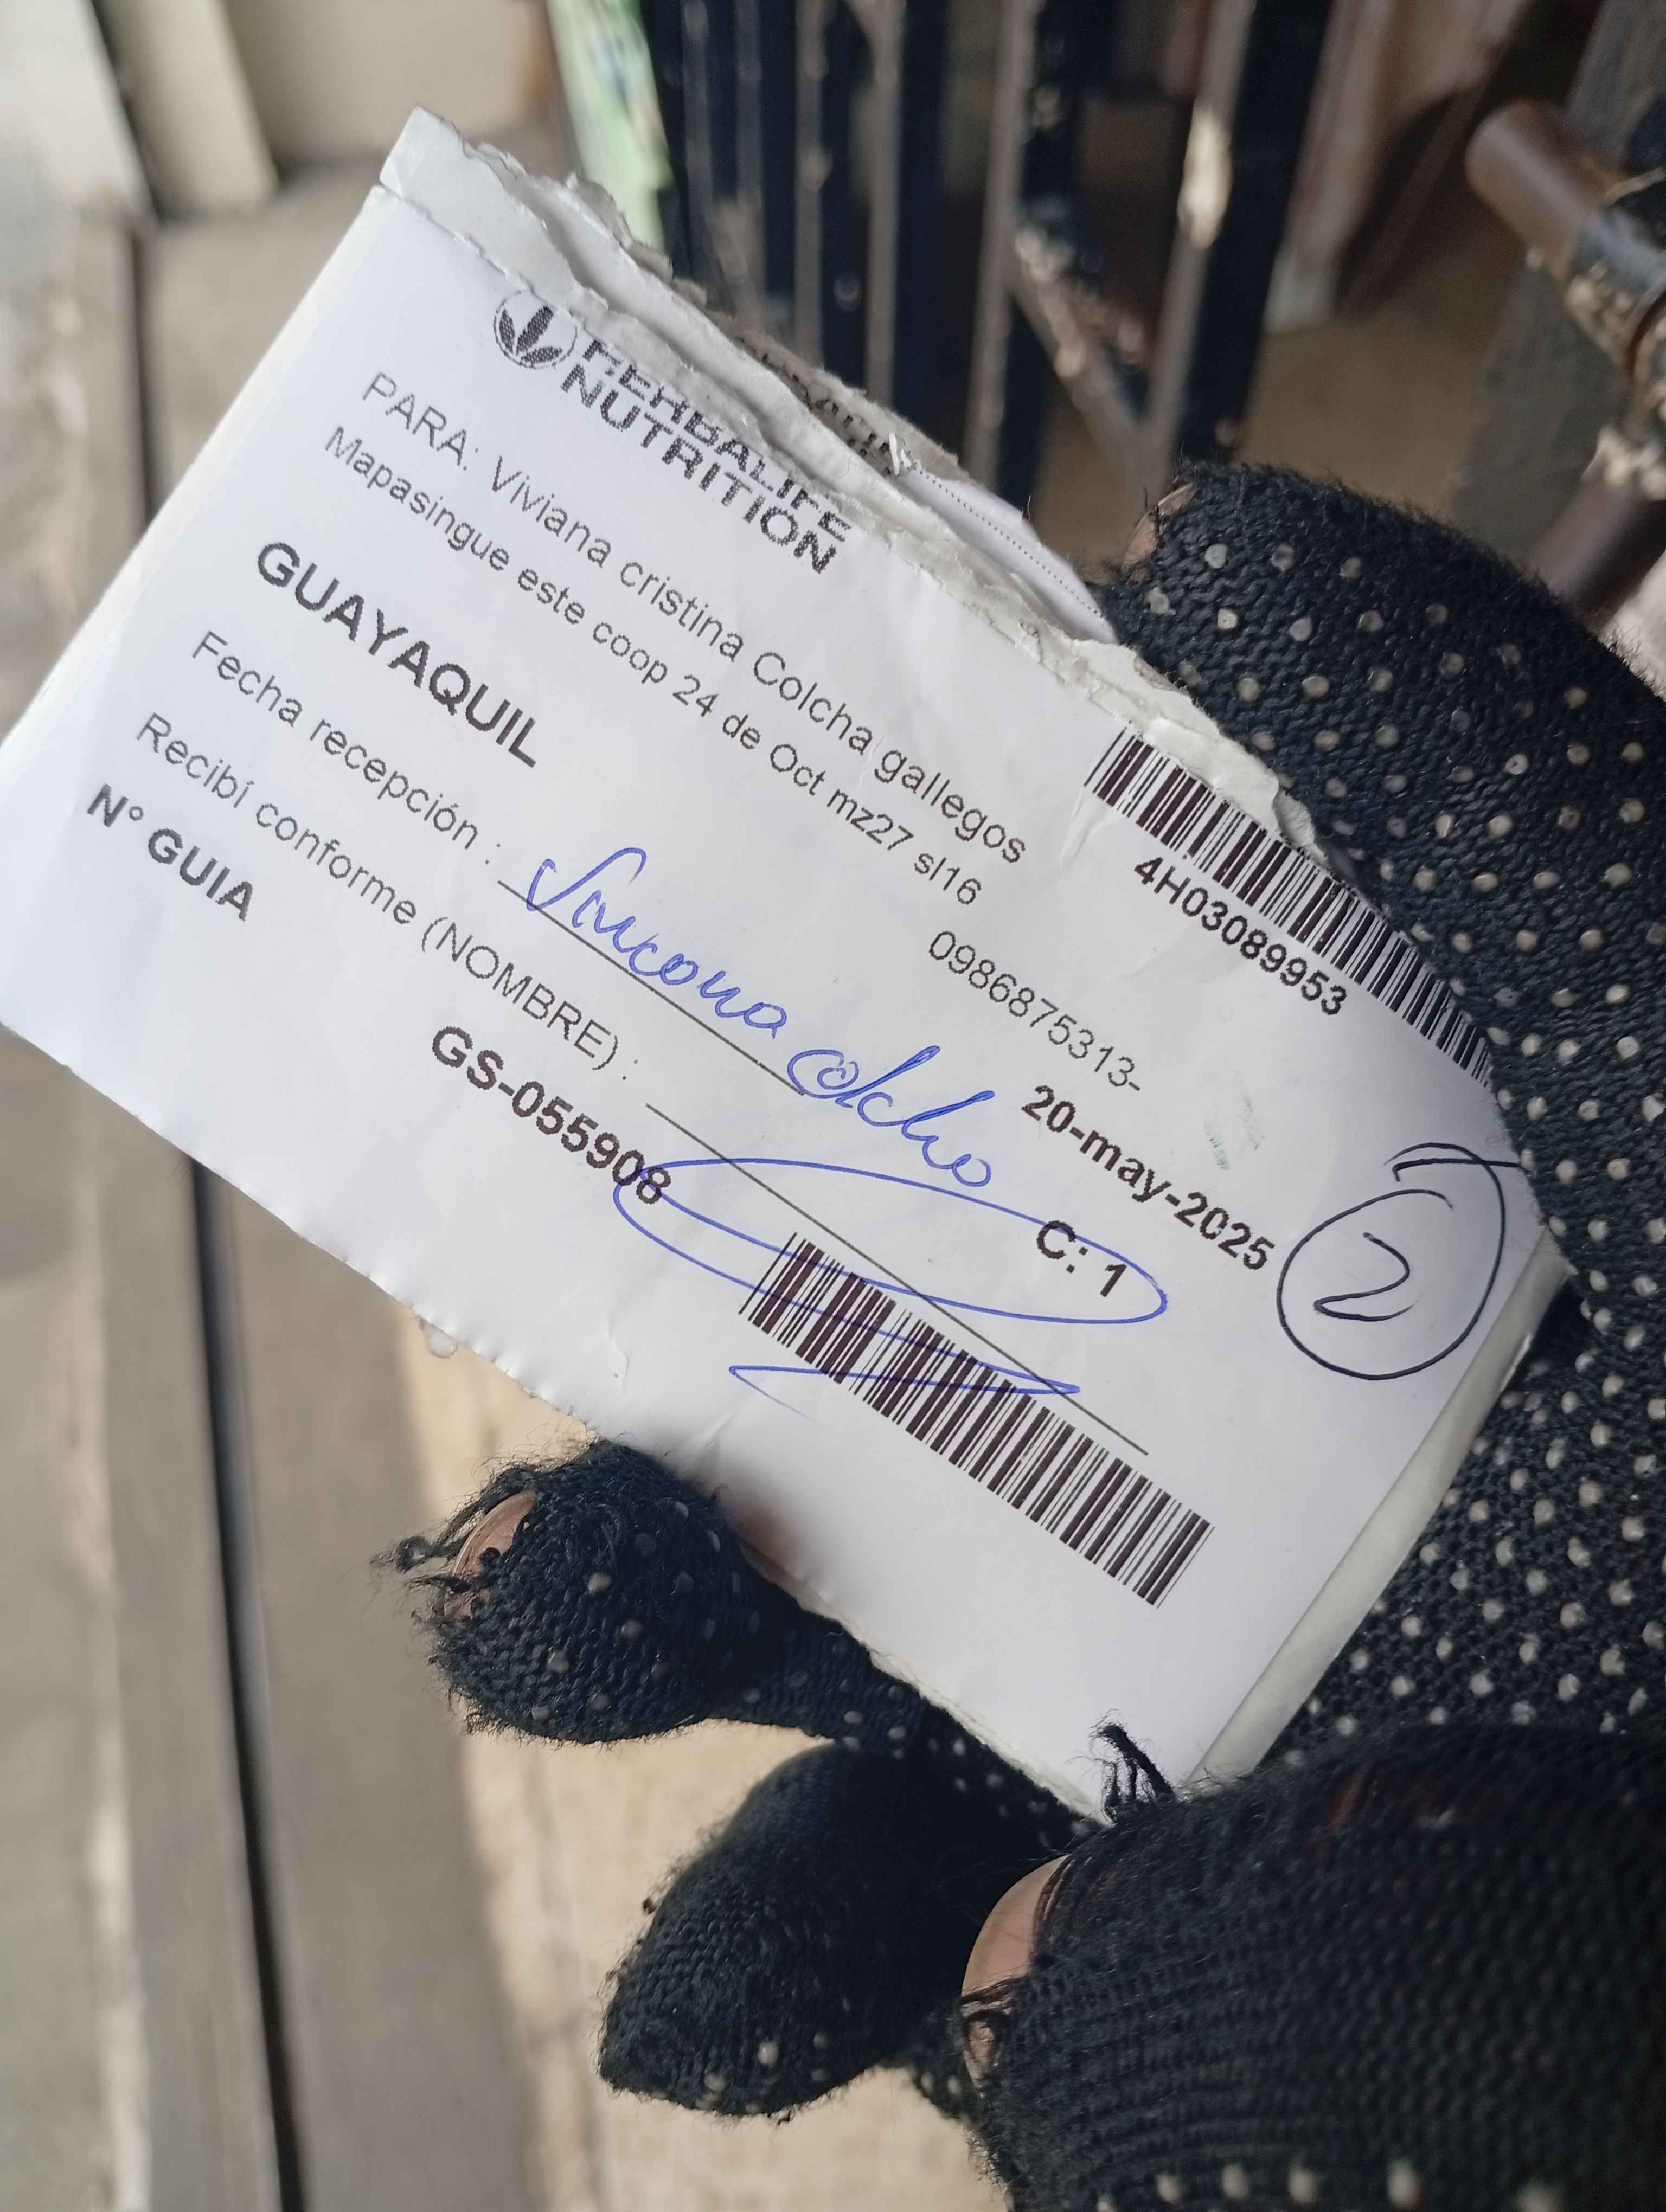 HERBALIFE
NUTRITION
4H03089953
PARA: Viviana cristina Colcha gallegos
Mapasingue este coop 24 de Oct mz27 sl16
0986875313-
GUAYAQUIL
20-may-2025
Fecha recepción :
2
Recibí conforme (NOMBRE) :
C: 1
N° GUIA GS-055908